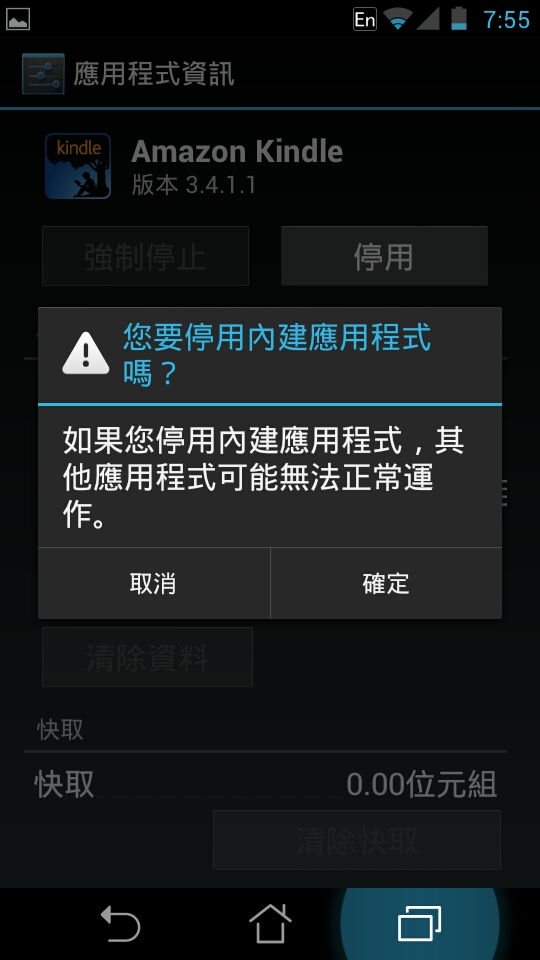 En 7:55
應用程式資訊
kindle
Amazon Kindle
版本 3.4.1.1
強制停止 停用
您要停用內建應用程式
嗎？
如果您停用內建應用程式，其
他應用程式可能無法正常運
作。
取消 確定
清除資料
快取
快取 0.00位元組
清除快取